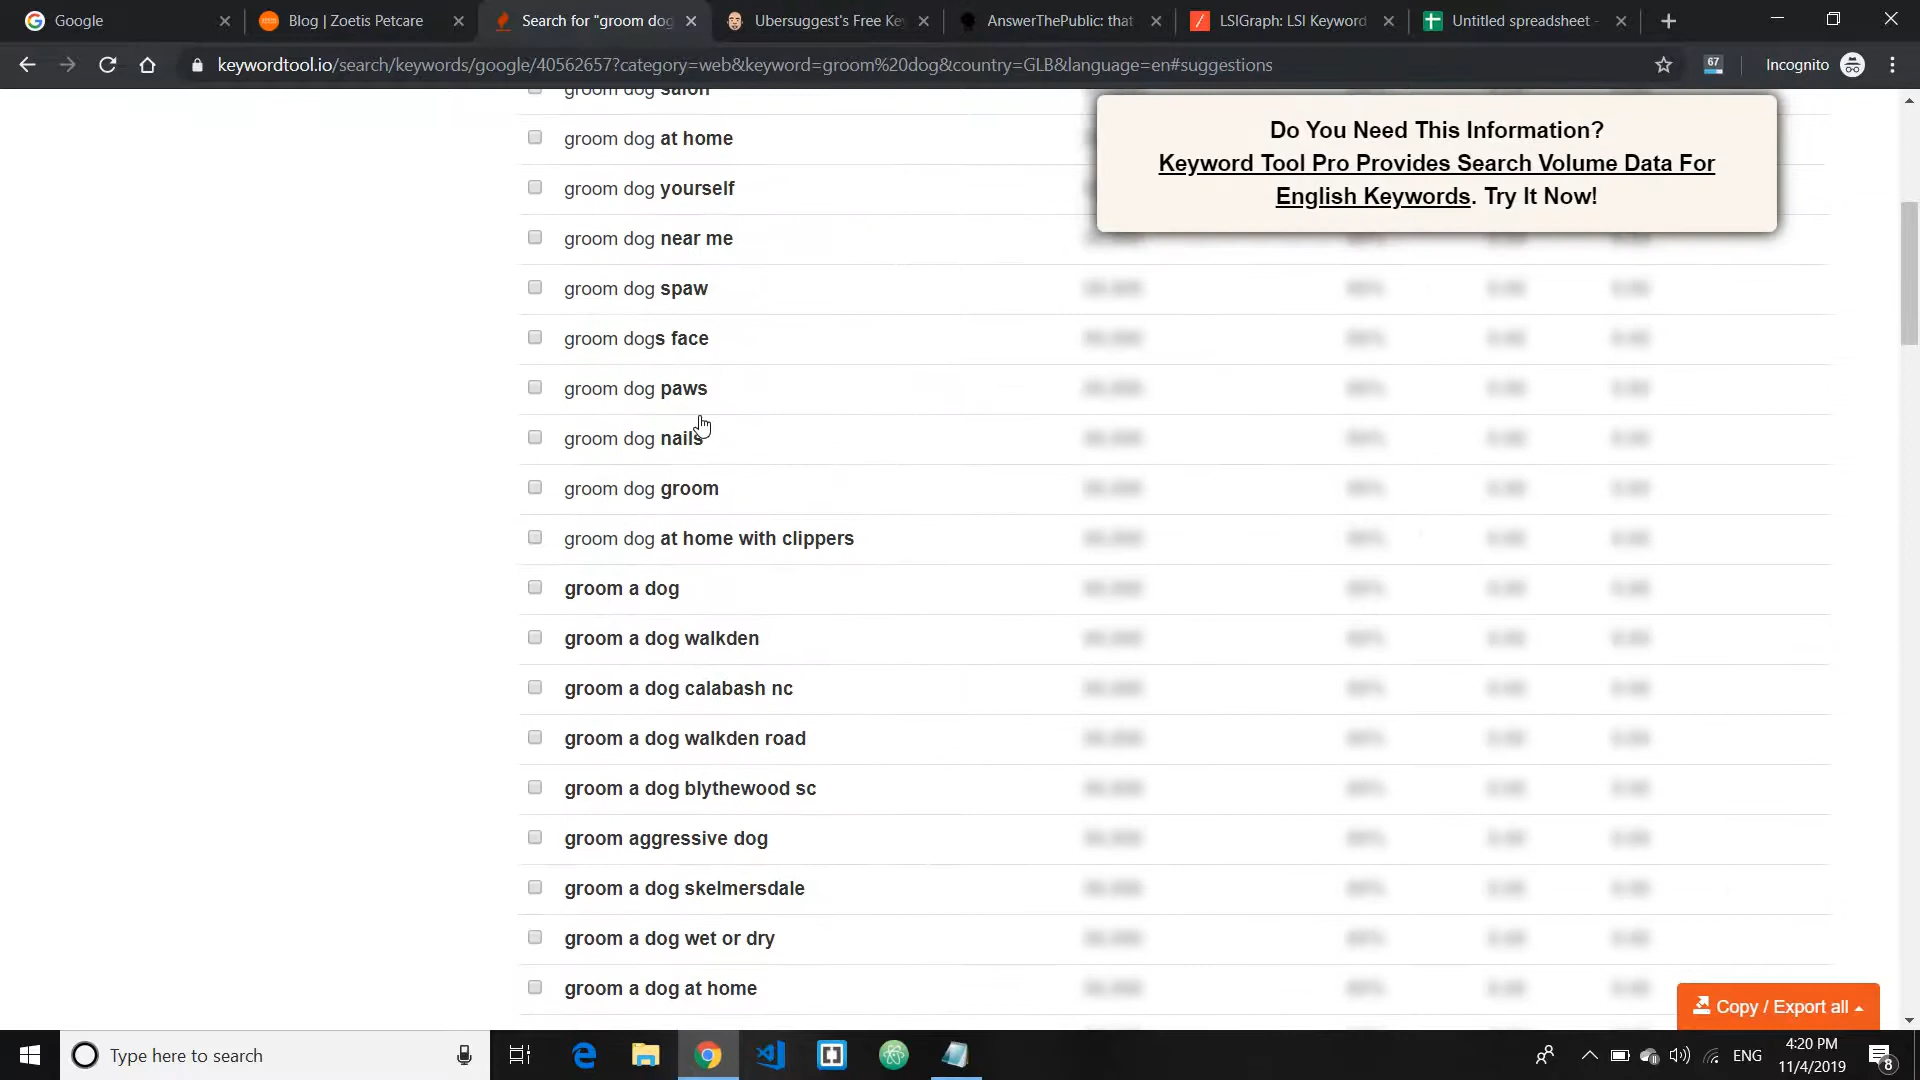 Google
Blog | Zoetis Petcare
Search for "groom dog
Ubersuggest's Free Ke
AnswerThePublic: that
LSIGraph: LSI Keyword
Untitled spreadsheet -
keywordtool.io/search/keywords/google/40562657?category=web&keyword=groom%20dog&country=GLB&language=en#suggestions
67
Incognito
groom dog salon
groom dog at home
groom dog yourself
groom dog near me
groom dog spaw
groom dogs face
groom dog paws
groom dog nails
groom dog groom
groom dog at home with clippers
groom a dog
groom a dog walkden
groom a dog calabash nc
groom a dog walkden road
groom a dog blythewood sc
groom aggressive dog
groom a dog skelmersdale
groom a dog wet or dry
groom a dog at home
Do You Need This Information?
Keyword Tool Pro Provides Search Volume Data For
English Keywords. Try It Now!
Copy / Export all
Type here to search
ENG
4:20 PM
11/4/2019
8